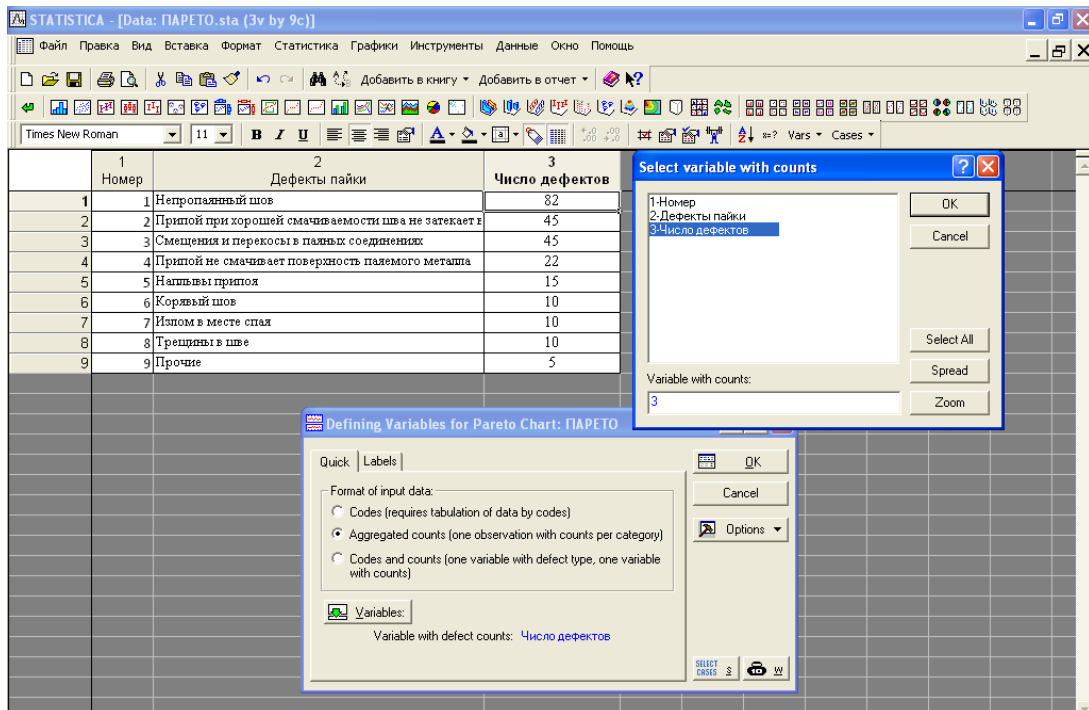 STATISTICA - [Data: ПАРЕТО.sta (3v by 9c)]
Файл Правка Вид Вставка Формат Статистика Графики Инструменты Данные Окно Помощь
Добавить в книгу Добавить в отчет
Times New Roman 11 B I U Vars Cases
1 2 3
Номер Дефекты пайки Число дефектов
1 1 Непропаянный шов 82
2 2 Припой при хорошей смачиваемости шва не затекает в 45
3 3 Смещения и перекосы в паяных соединениях 45
4 4 Припой не смачивает поверхность паяемого металла 22
5 5 Наплывы припоя 15
6 6 Корявый шов 10
7 7 Излом в месте спая 10
8 8 Трещины в шве 10
9 9 Прочие 5
Select variable with counts
1-Номер
2-Дефекты пайки
3-Число дефектов
OK
Cancel
Select All
Spread
Zoom
Variable with counts:
3
Defining Variables for Pareto Chart: ПАРЕТО
Quick Labels
Format of input data:
Codes (requires tabulation of data by codes)
Aggregated counts (one observation with counts per category)
Codes and counts (one variable with defect type, one variable
with counts)
Variables:
Variable with defect counts: Число дефектов
OK
Cancel
Options
SELECT
CASES S W